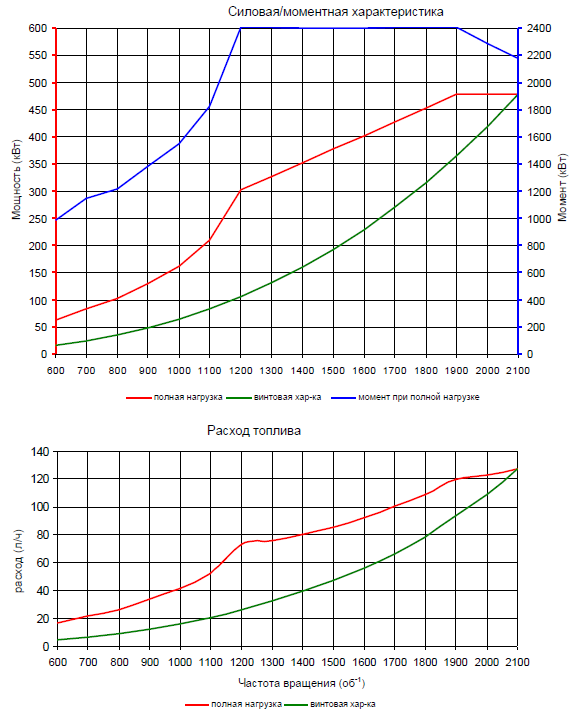 Силовая/моментная характеристика
600 2400
550 2200
500 2000
450 1800
400 1600
350 1400
300 1200
250 1000
200 800
150 600
100 400
50 200
0 0
Мощность (кВт)
Момент (кВт)
600 700 800 900 1000 1100 1200 1300 1400 1500 1600 1700 1800 1900 2000 2100
полная нагрузка винтовая хар-ка момент при полной нагрузке
Расход топлива
140
120
100
80
60
40
20
0
расход (л/ч)
600 700 800 900 1000 1100 1200 1300 1400 1500 1600 1700 1800 1900 2000 2100
Частота вращения (об⁻¹)
полная нагрузка винтовая хар-ка